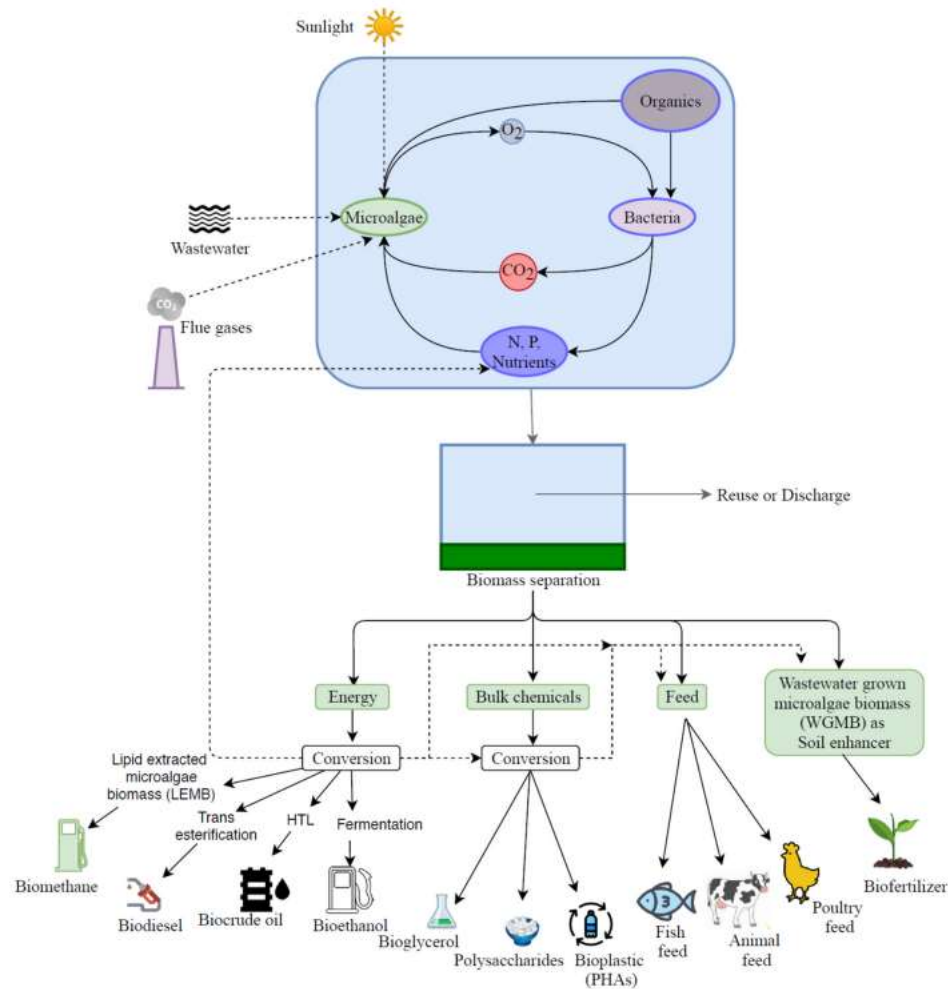 Sunlight
Organics
O2
Microalgae
Bacteria
Wastewater
CO2
CO2
Flue gases
N, P,
Nutrients
Reuse or Discharge
Biomass separation
Energy
Bulk chemicals
Feed
Wastewater grown
microalgae biomass
(WGMB) as
Soil enhancer
Conversion
Conversion
Lipid extracted
microalgae
biomass (LEMB)
Trans
esterification
HTL
Fermentation
Biomethane
Biodiesel
Biocrude oil
Bioethanol
Bioglycerol
Polysaccharides
Bioplastic
(PHAs)
3
Fish
feed
Animal
feed
Poultry
feed
Biofertilizer